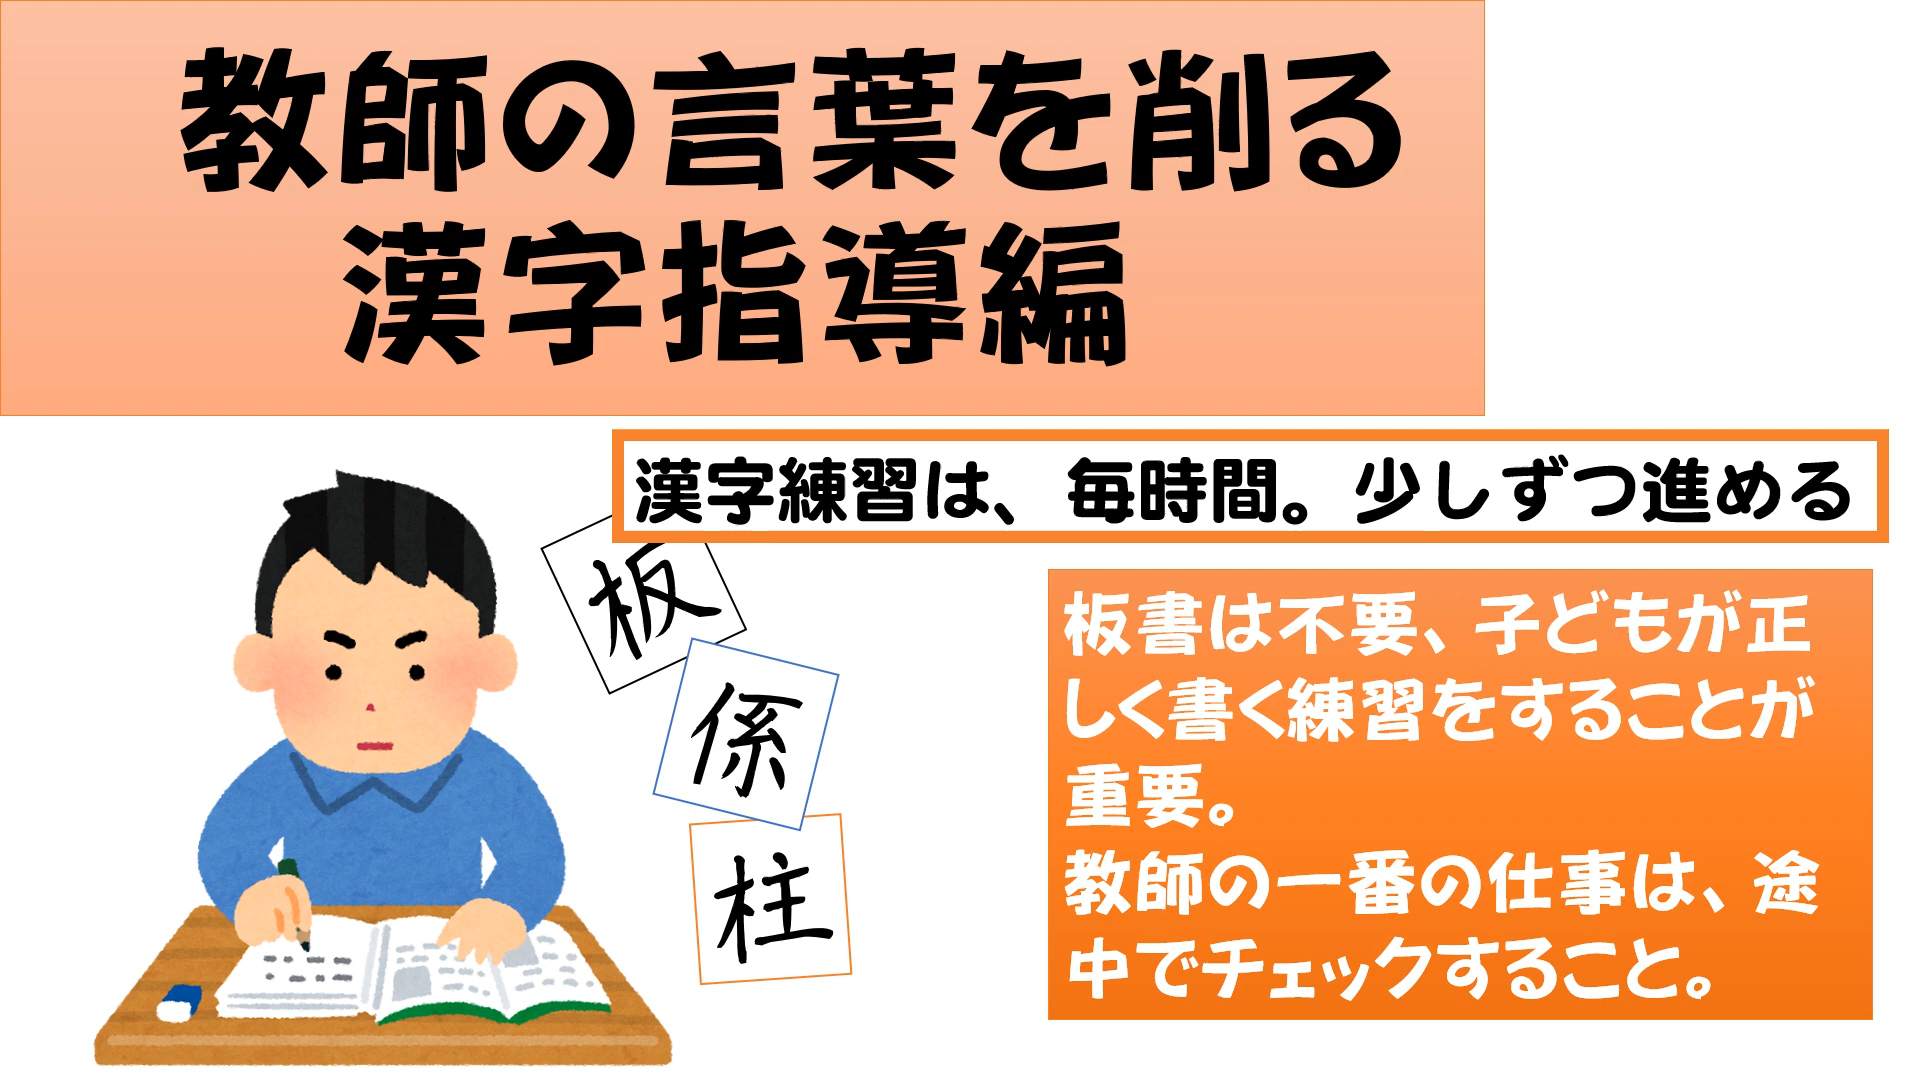 教師の言葉を削る
漢字指導編
漢字練習は、毎時間。少しずつ進める
板
係
柱
板書は不要、子どもが正
しく書く練習をすることが
重要。
教師の一番の仕事は、途
中でチェックすること。